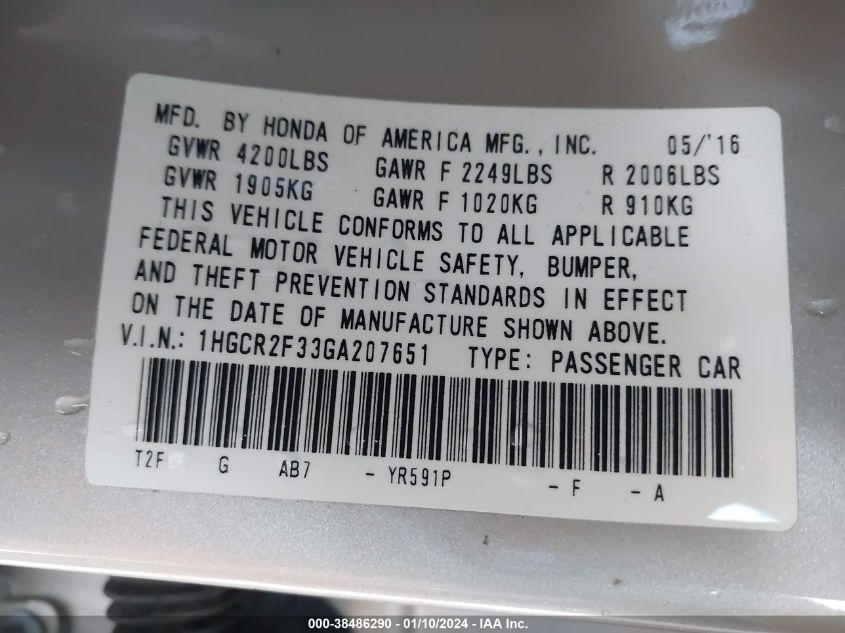 MFD. BY HONDA OF AMERICA MFG., INC. 05/'16
GVWR 4200LBS GAWR F 2249LBS R 2006LBS
GVWR 1905KG GAWR F 1020KG R 910KG
THIS VEHICLE CONFORMS TO ALL APPLICABLE
FEDERAL MOTOR VEHICLE SAFETY, BUMPER,
AND THEFT PREVENTION STANDARDS IN EFFECT
ON THE DATE OF MANUFACTURE SHOWN ABOVE.
V.I.N.: 1HGCR2F33GA207651 TYPE: PASSENGER CAR
T2F G AB7 - YR591P - F - A
000-38486290 - 01/10/2024 - IAAI.com